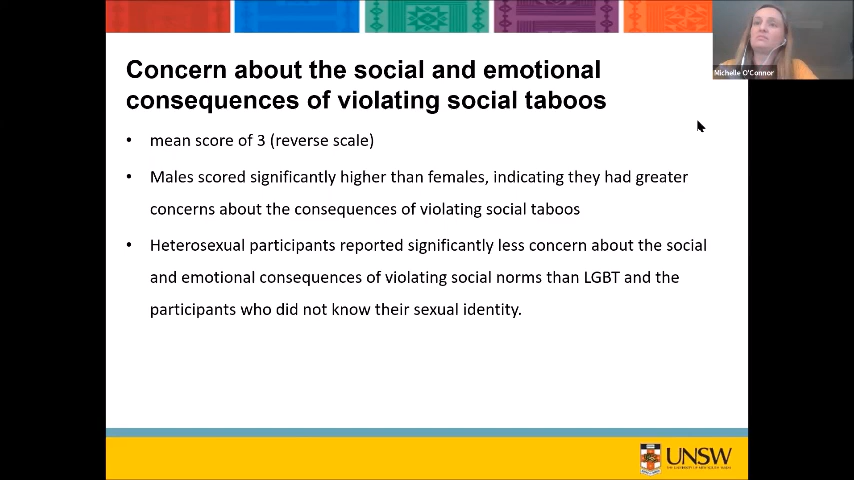 Concern about the social and emotional
consequences of violating social taboos
Michelle O'Connor
• mean score of 3 (reverse scale)
• Males scored significantly higher than females, indicating they had greater
concerns about the consequences of violating social taboos
• Heterosexual participants reported significantly less concern about the social
and emotional consequences of violating social norms than LGBT and the
participants who did not know their sexual identity.
UNSW